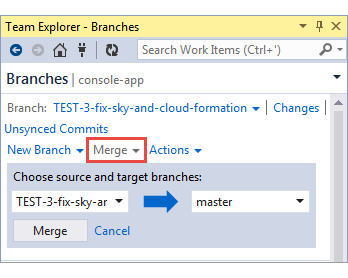 Team Explorer - Branches
Search Work Items (Ctrl+')
Branches | console-app
Branch: TEST-3-fix-sky-and-cloud-formation | Changes |
Unsynced Commits
New Branch | Merge | Actions
Choose source and target branches:
TEST-3-fix-sky-ar master
Merge Cancel